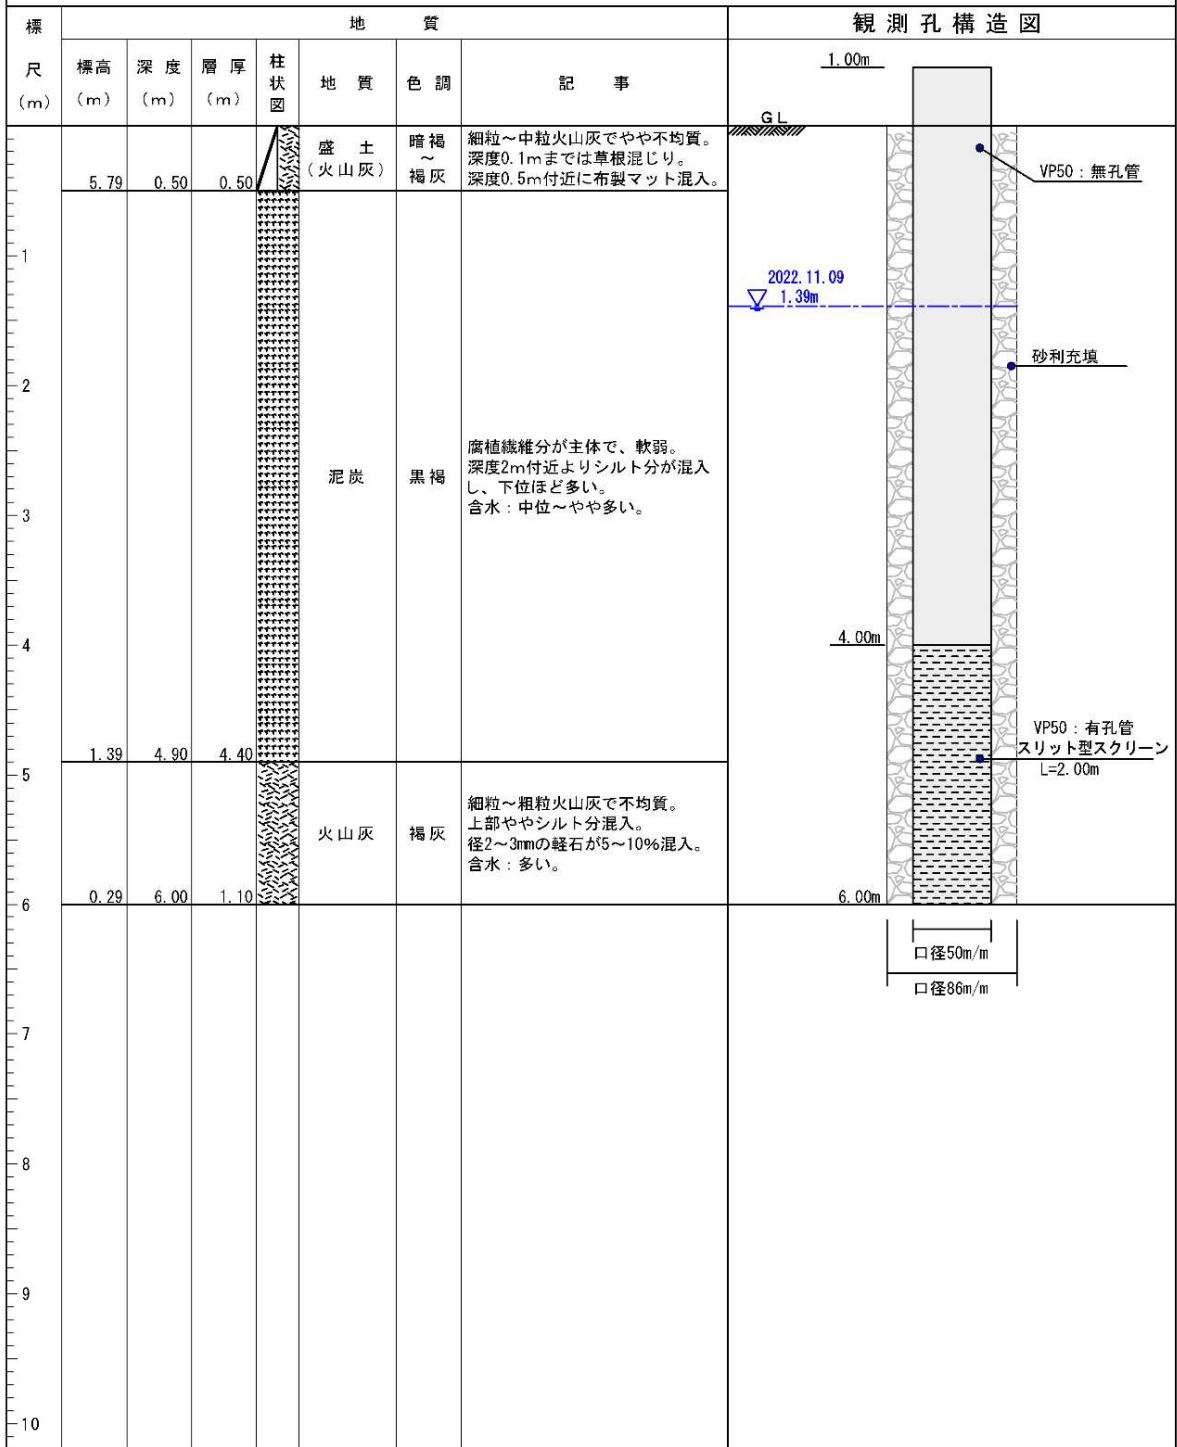 標尺(m)
地質
観測孔構造図
標高(m)
深度(m)
層厚(m)
柱状図
地質
色調
記事
1.00m
GL
盛土
(火山灰)
暗褐
~
褐灰
細粒~中粒火山灰でやや不均質。
深度0.1mまでは草根混じり。
深度0.5m付近に布製マット混入。
5.79 0.50 0.50
VP50：無孔管
1
2022.11.09
1.39m
砂利充填
2
泥炭
黒褐
腐植繊維分が主体で、軟弱。
深度2m付近よりシルト分が混入
し、下位ほど多い。
含水：中位~やや多い。
3
4
4.00m
1.39 4.90 4.40
VP50：有孔管
スリット型スクリーン
L=2.00m
5
火山灰
褐灰
細粒~粗粒火山灰で不均質。
上部ややシルト分混入。
径2~3mmの軽石が5~10%混入。
含水：多い。
0.29 6.00 1.10
6
6.00m
口径50m/m
口径86m/m
7
8
9
10